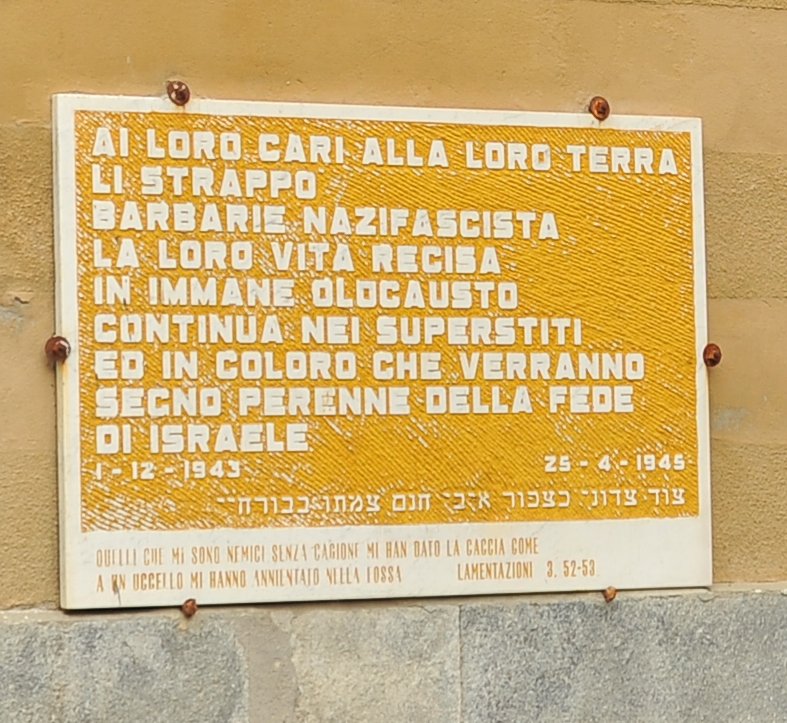 AI LORO CARI ALLA LORO TERRA
LI STRAPPO
BARBARIE NAZIFASCISTA
LA LORO VITA RECISA
IN IMMANE OLOCAUSTO
CONTINUA NEI SUPERSTITI
ED IN COLORO CHE VERRANNO
SEGNO PERENNE DELLA FEDE
DI ISRAELE
1-12-1943 25-4-1945
צוד צדוני כצפור איבי חנם צמתו בבור חיי
QUELLI CHE MI SONO NEMICI SENZA CAGIONE MI HAN DATO LA CACCIA COME
A UN UCCELLO MI HANNO ANNIENTATO NELLA FOSSA LAMENTAZIONI 3. 52-53